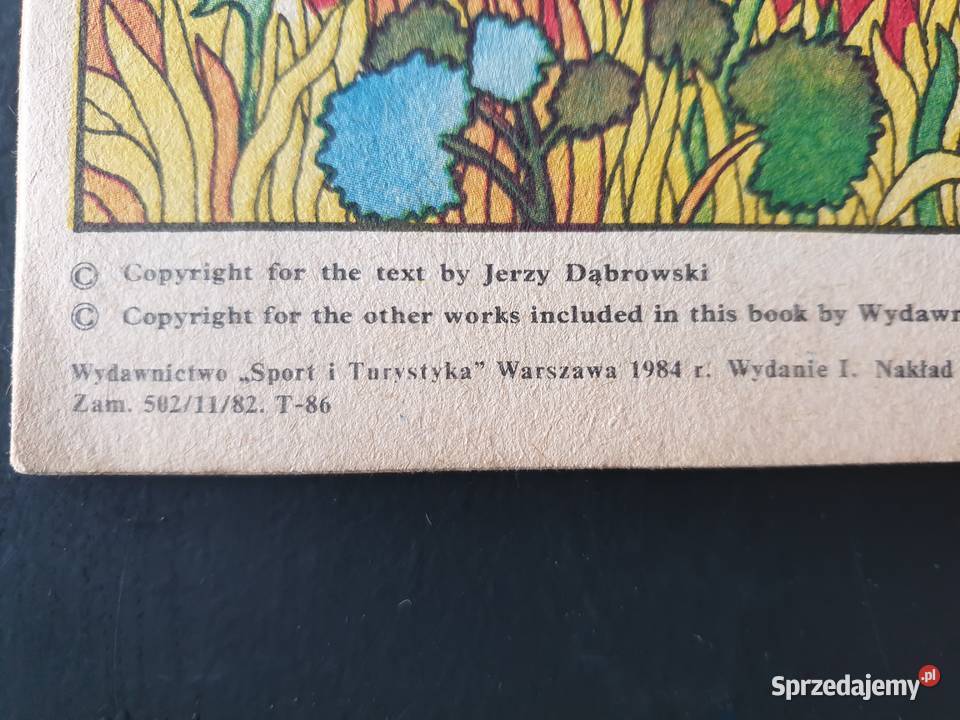 © Copyright for the text by Jerzy Dąbrowski
© Copyright for the other works included in this book by Wydawn
Wydawnictwo „Sport i Turystyka” Warszawa 1984 r. Wydanie I. Nakład
Zam. 502/11/82. T-86
Sprzedajemy.pl